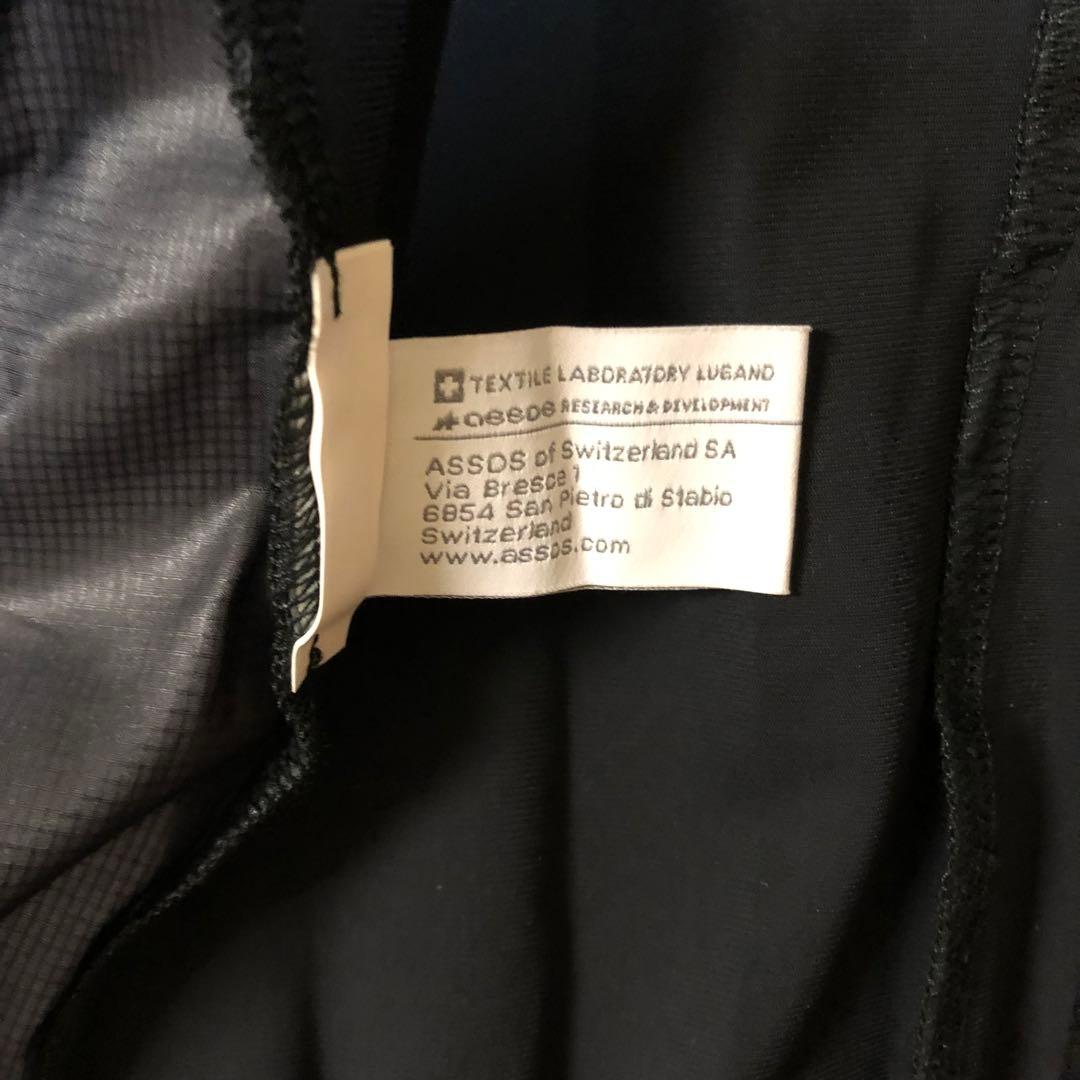 TEXTILE LABORATORY LUGANO
assos RESEARCH & DEVELOPMENT
ASSOS of Switzerland SA
Via Bresce 1
6854 San Pietro di Stabio
Switzerland
www.assos.com